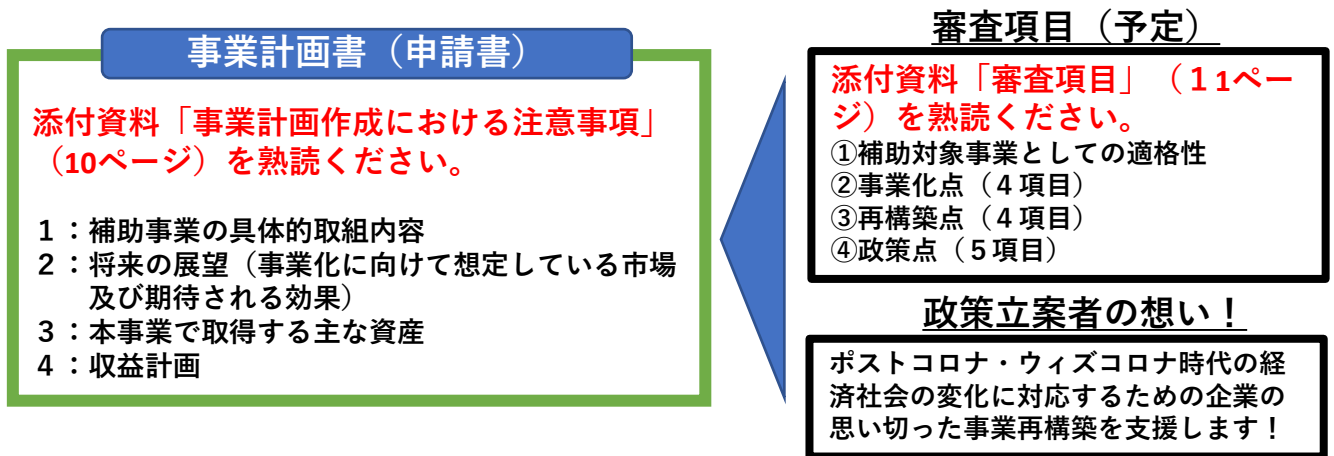 事業計画書（申請書）
添付資料「事業計画作成における注意事項」
（10ページ）を熟読ください。
１：補助事業の具体的取組内容
２：将来の展望（事業化に向けて想定している市場
及び期待される効果）
３：本事業で取得する主な資産
４：収益計画
審査項目（予定）
添付資料「審査項目」（１1ペー
ジ）を熟読ください。
①補助対象事業としての適格性
②事業化点（４項目）
③再構築点（４項目）
④政策点（５項目）
政策立案者の想い！
ポストコロナ・ウィズコロナ時代の経
済社会の変化に対応するための企業の
思い切った事業再構築を支援します！